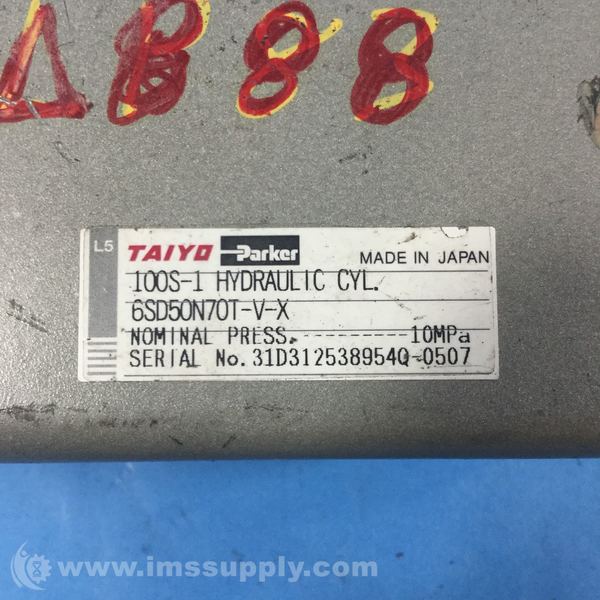 AB88
L5 TAIYO Parker MADE IN JAPAN
100S-1 HYDRAULIC CYL.
6SD50N70T-V-X
NOMINAL PRESS.----------10MPa
SERIAL No.31D3125389540-0507
www.imssupply.com